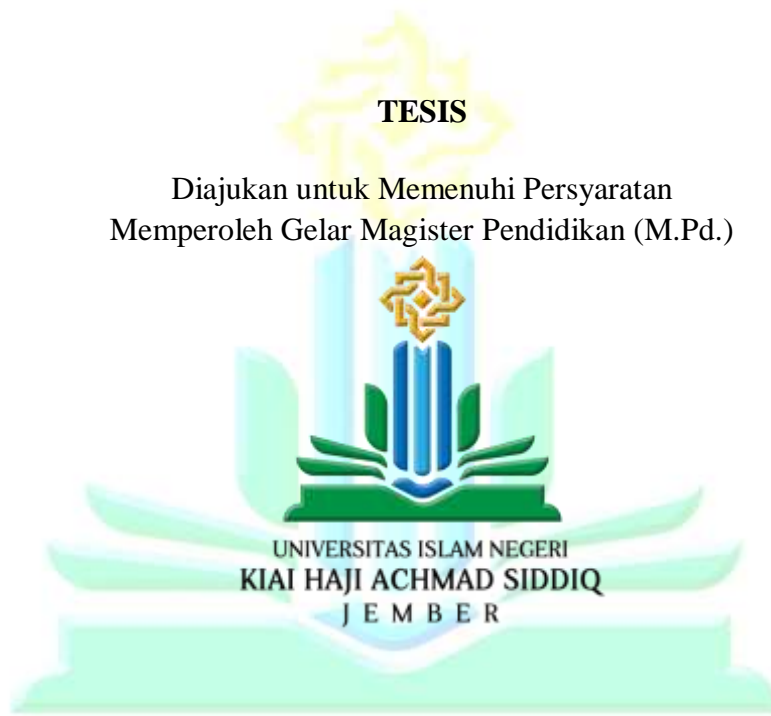 TESIS
Diajukan untuk Memenuhi Persyaratan
Memperoleh Gelar Magister Pendidikan (M.Pd.)
UNIVERSITAS ISLAM NEGERI
KIAI HAJI ACHMAD SIDDIQ
JEMBER